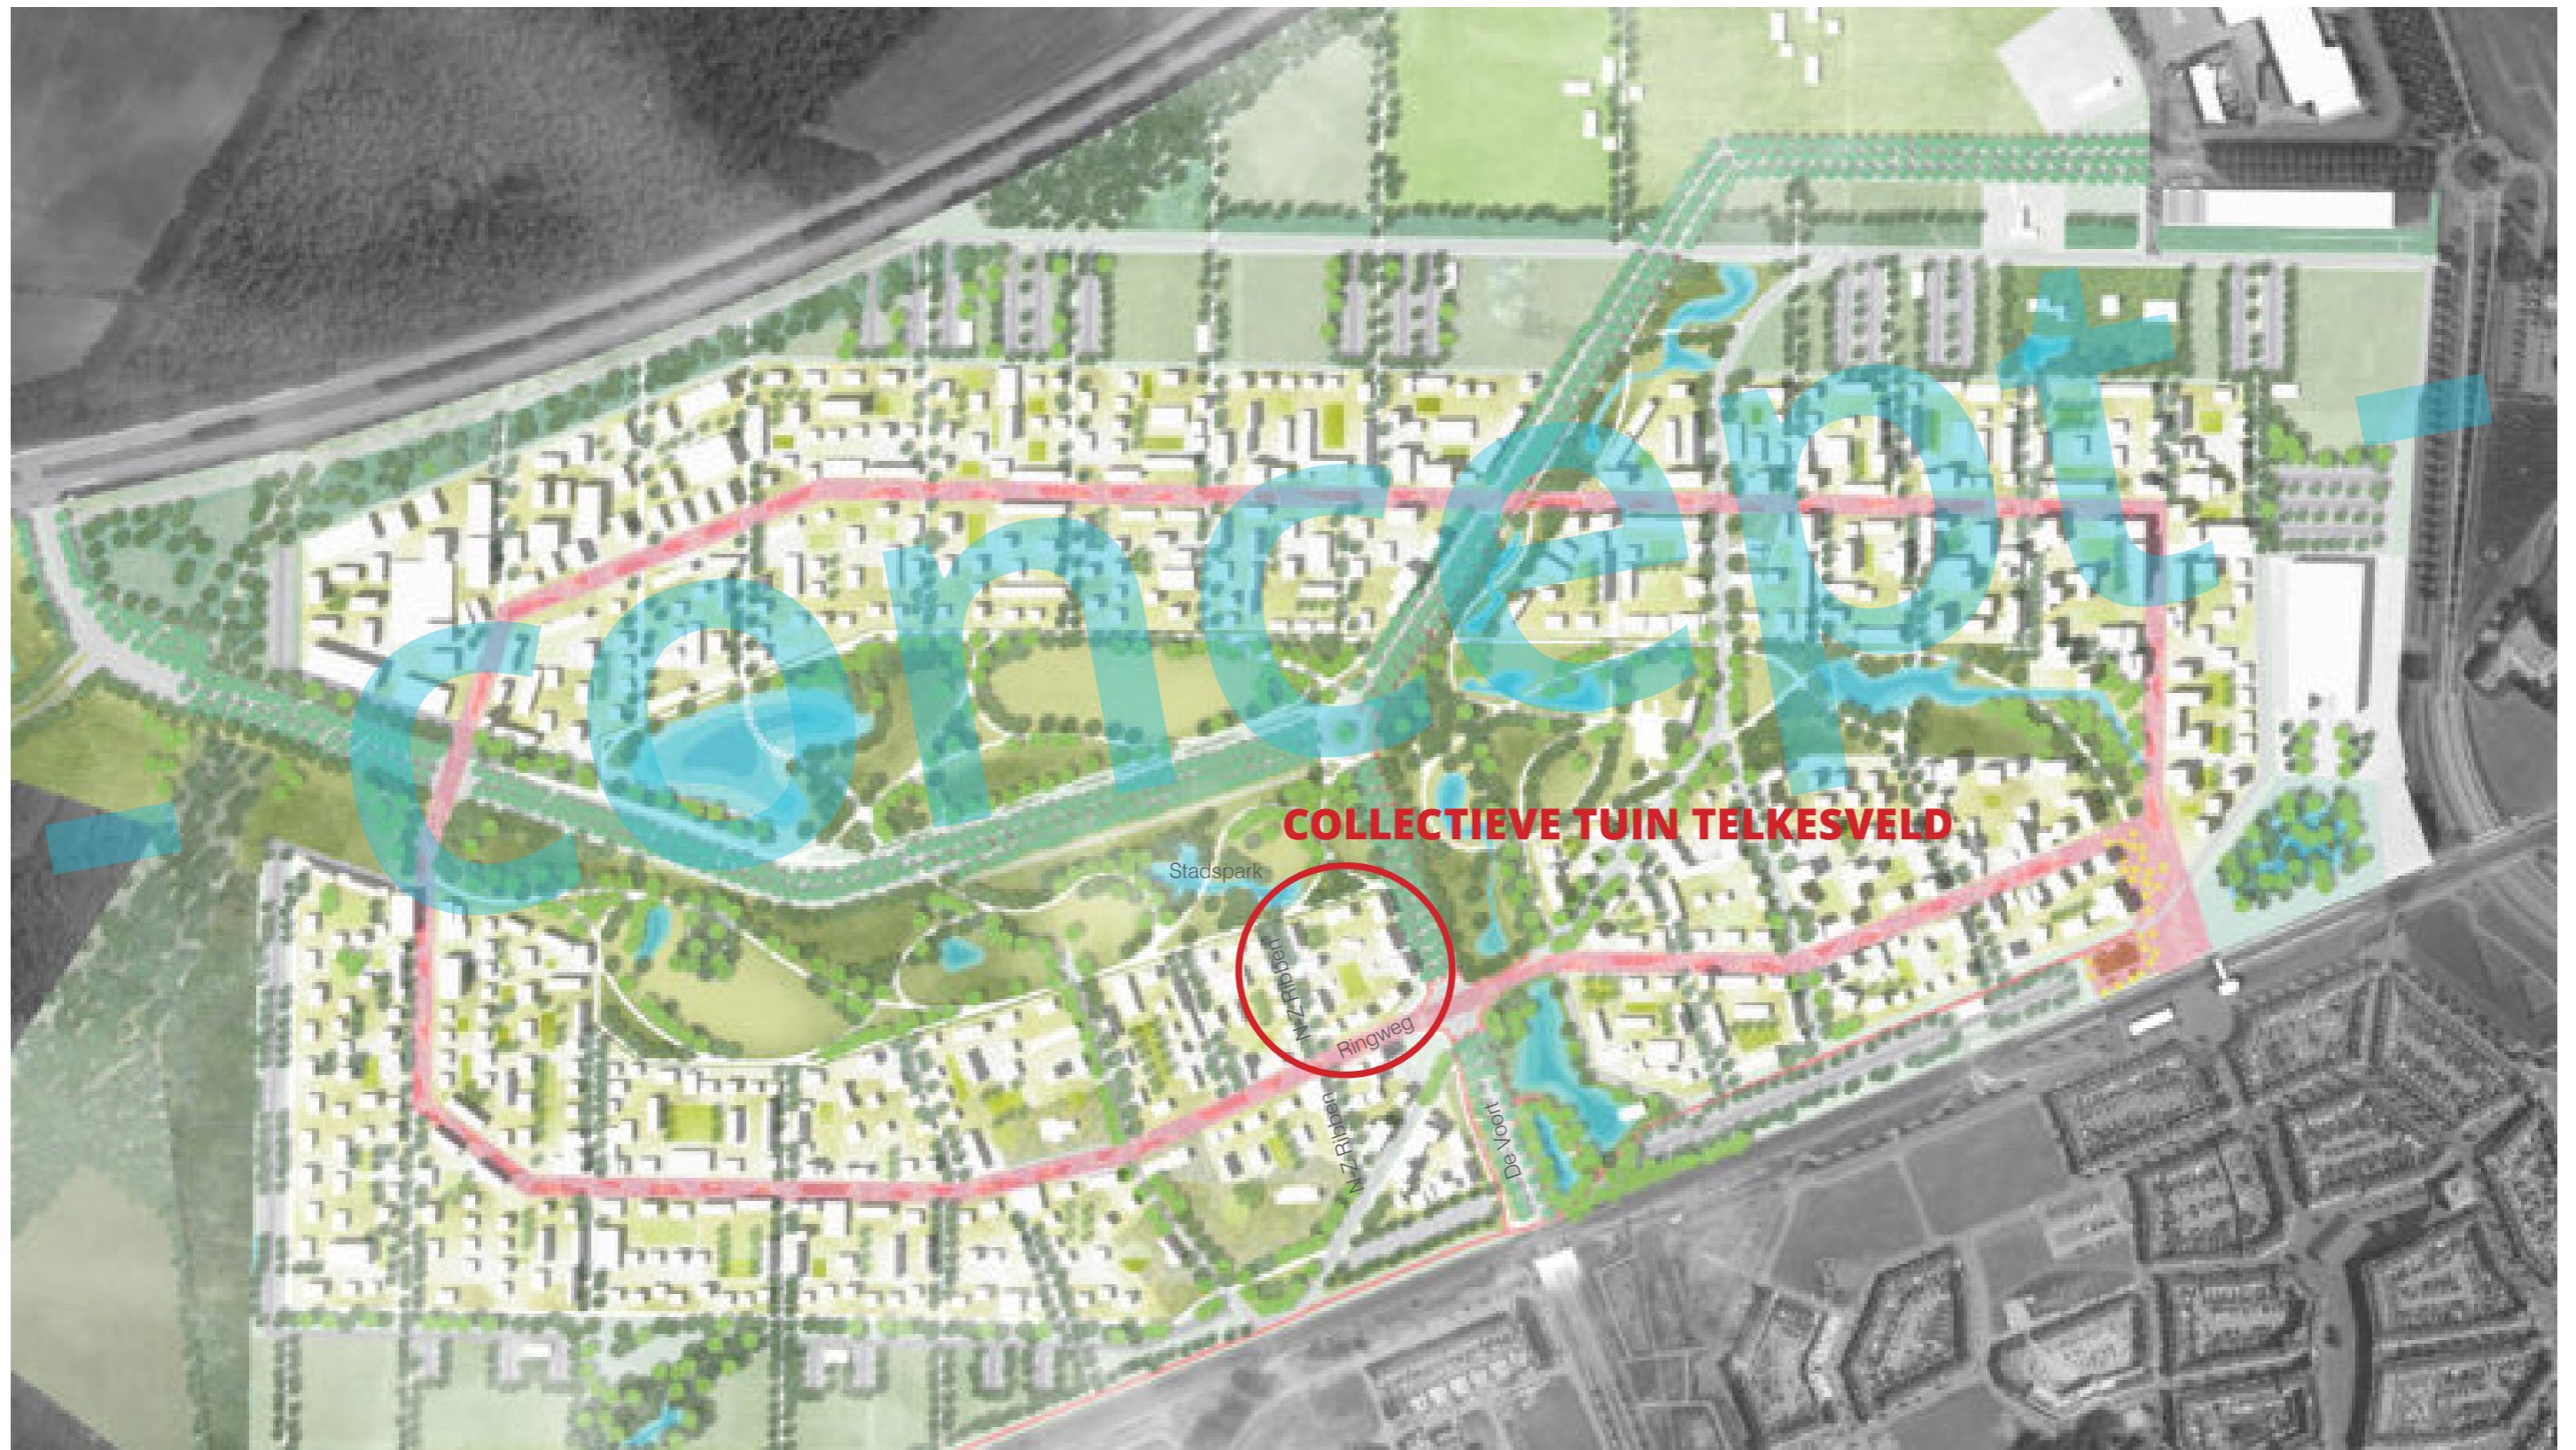 - concept -
COLLECTIEVE TUIN TELKESVELD
Stadspark
N-Z Ribben
Ringweg
N-Z Ribben
De Voort